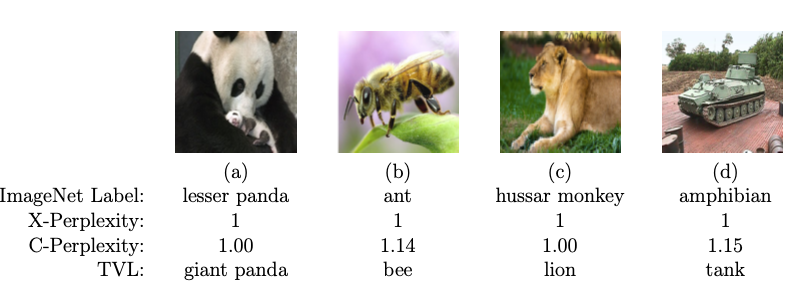 (a) (b) (c) (d)
ImageNet Label: lesser panda ant hussar monkey amphibian
X-Perplexity: 1 1 1 1
C-Perplexity: 1.00 1.14 1.00 1.15
TVL: giant panda bee lion tank